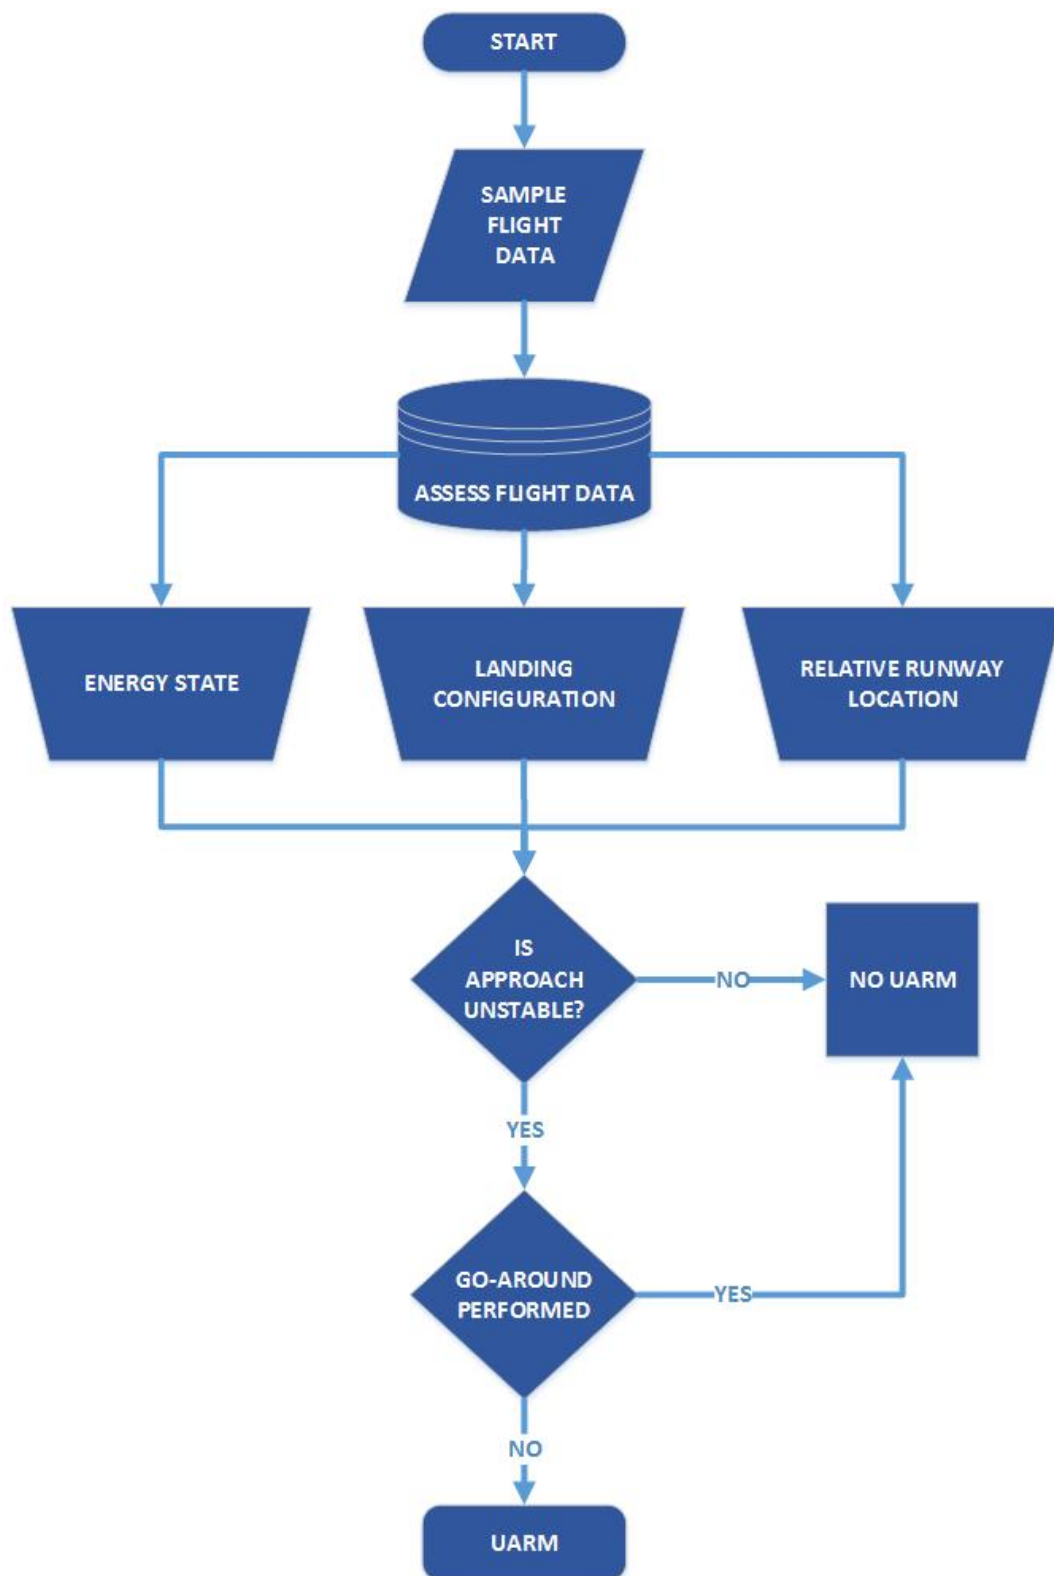 START
SAMPLE
FLIGHT
DATA
ASSESS FLIGHT DATA
ENERGY STATE
LANDING
CONFIGURATION
RELATIVE RUNWAY
LOCATION
IS
APPROACH
UNSTABLE?
NO
NO UARM
YES
GO-AROUND
PERFORMED
YES
NO
UARM